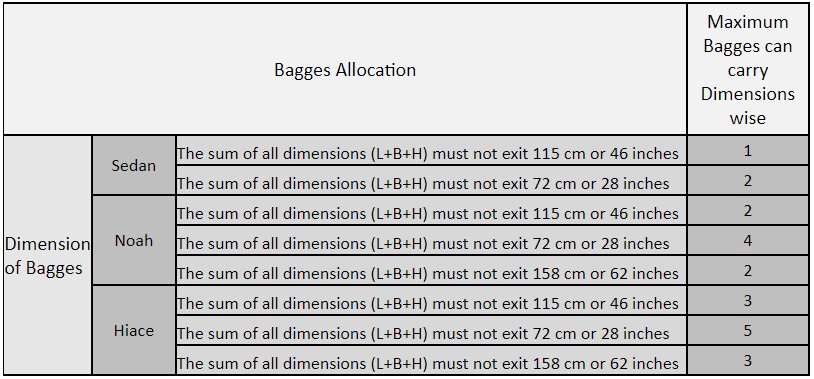 Bagges Allocation
Maximum
Bagges can
carry
Dimensions
wise
Dimension
of Bagges
Sedan
The sum of all dimensions (L+B+H) must not exit 115 cm or 46 inches
1
The sum of all dimensions (L+B+H) must not exit 72 cm or 28 inches
2
Noah
The sum of all dimensions (L+B+H) must not exit 115 cm or 46 inches
2
The sum of all dimensions (L+B+H) must not exit 72 cm or 28 inches
4
The sum of all dimensions (L+B+H) must not exit 158 cm or 62 inches
2
Hiace
The sum of all dimensions (L+B+H) must not exit 115 cm or 46 inches
3
The sum of all dimensions (L+B+H) must not exit 72 cm or 28 inches
5
The sum of all dimensions (L+B+H) must not exit 158 cm or 62 inches
3